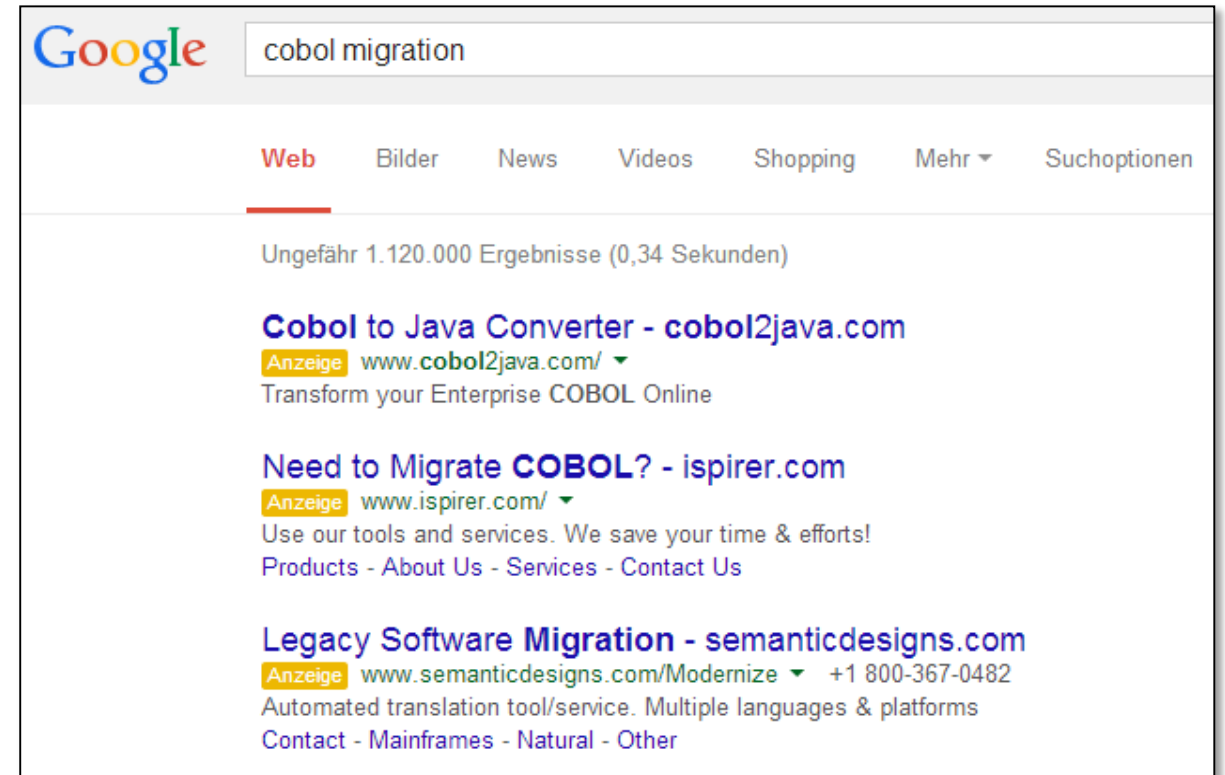 Google cobol migration
Web Bilder News Videos Shopping Mehr Suchoptionen
Ungefähr 1.120.000 Ergebnisse (0,34 Sekunden)
Cobol to Java Converter - cobol2java.com
Anzeige www.cobol2java.com/
Transform your Enterprise COBOL Online
Need to Migrate COBOL? - ispirer.com
Anzeige www.ispirer.com/
Use our tools and services. We save your time & efforts!
Products - About Us - Services - Contact Us
Legacy Software Migration - semanticdesigns.com
Anzeige www.semanticdesigns.com/Modernize +1 800-367-0482
Automated translation tool/service. Multiple languages & platforms
Contact - Mainframes - Natural - Other